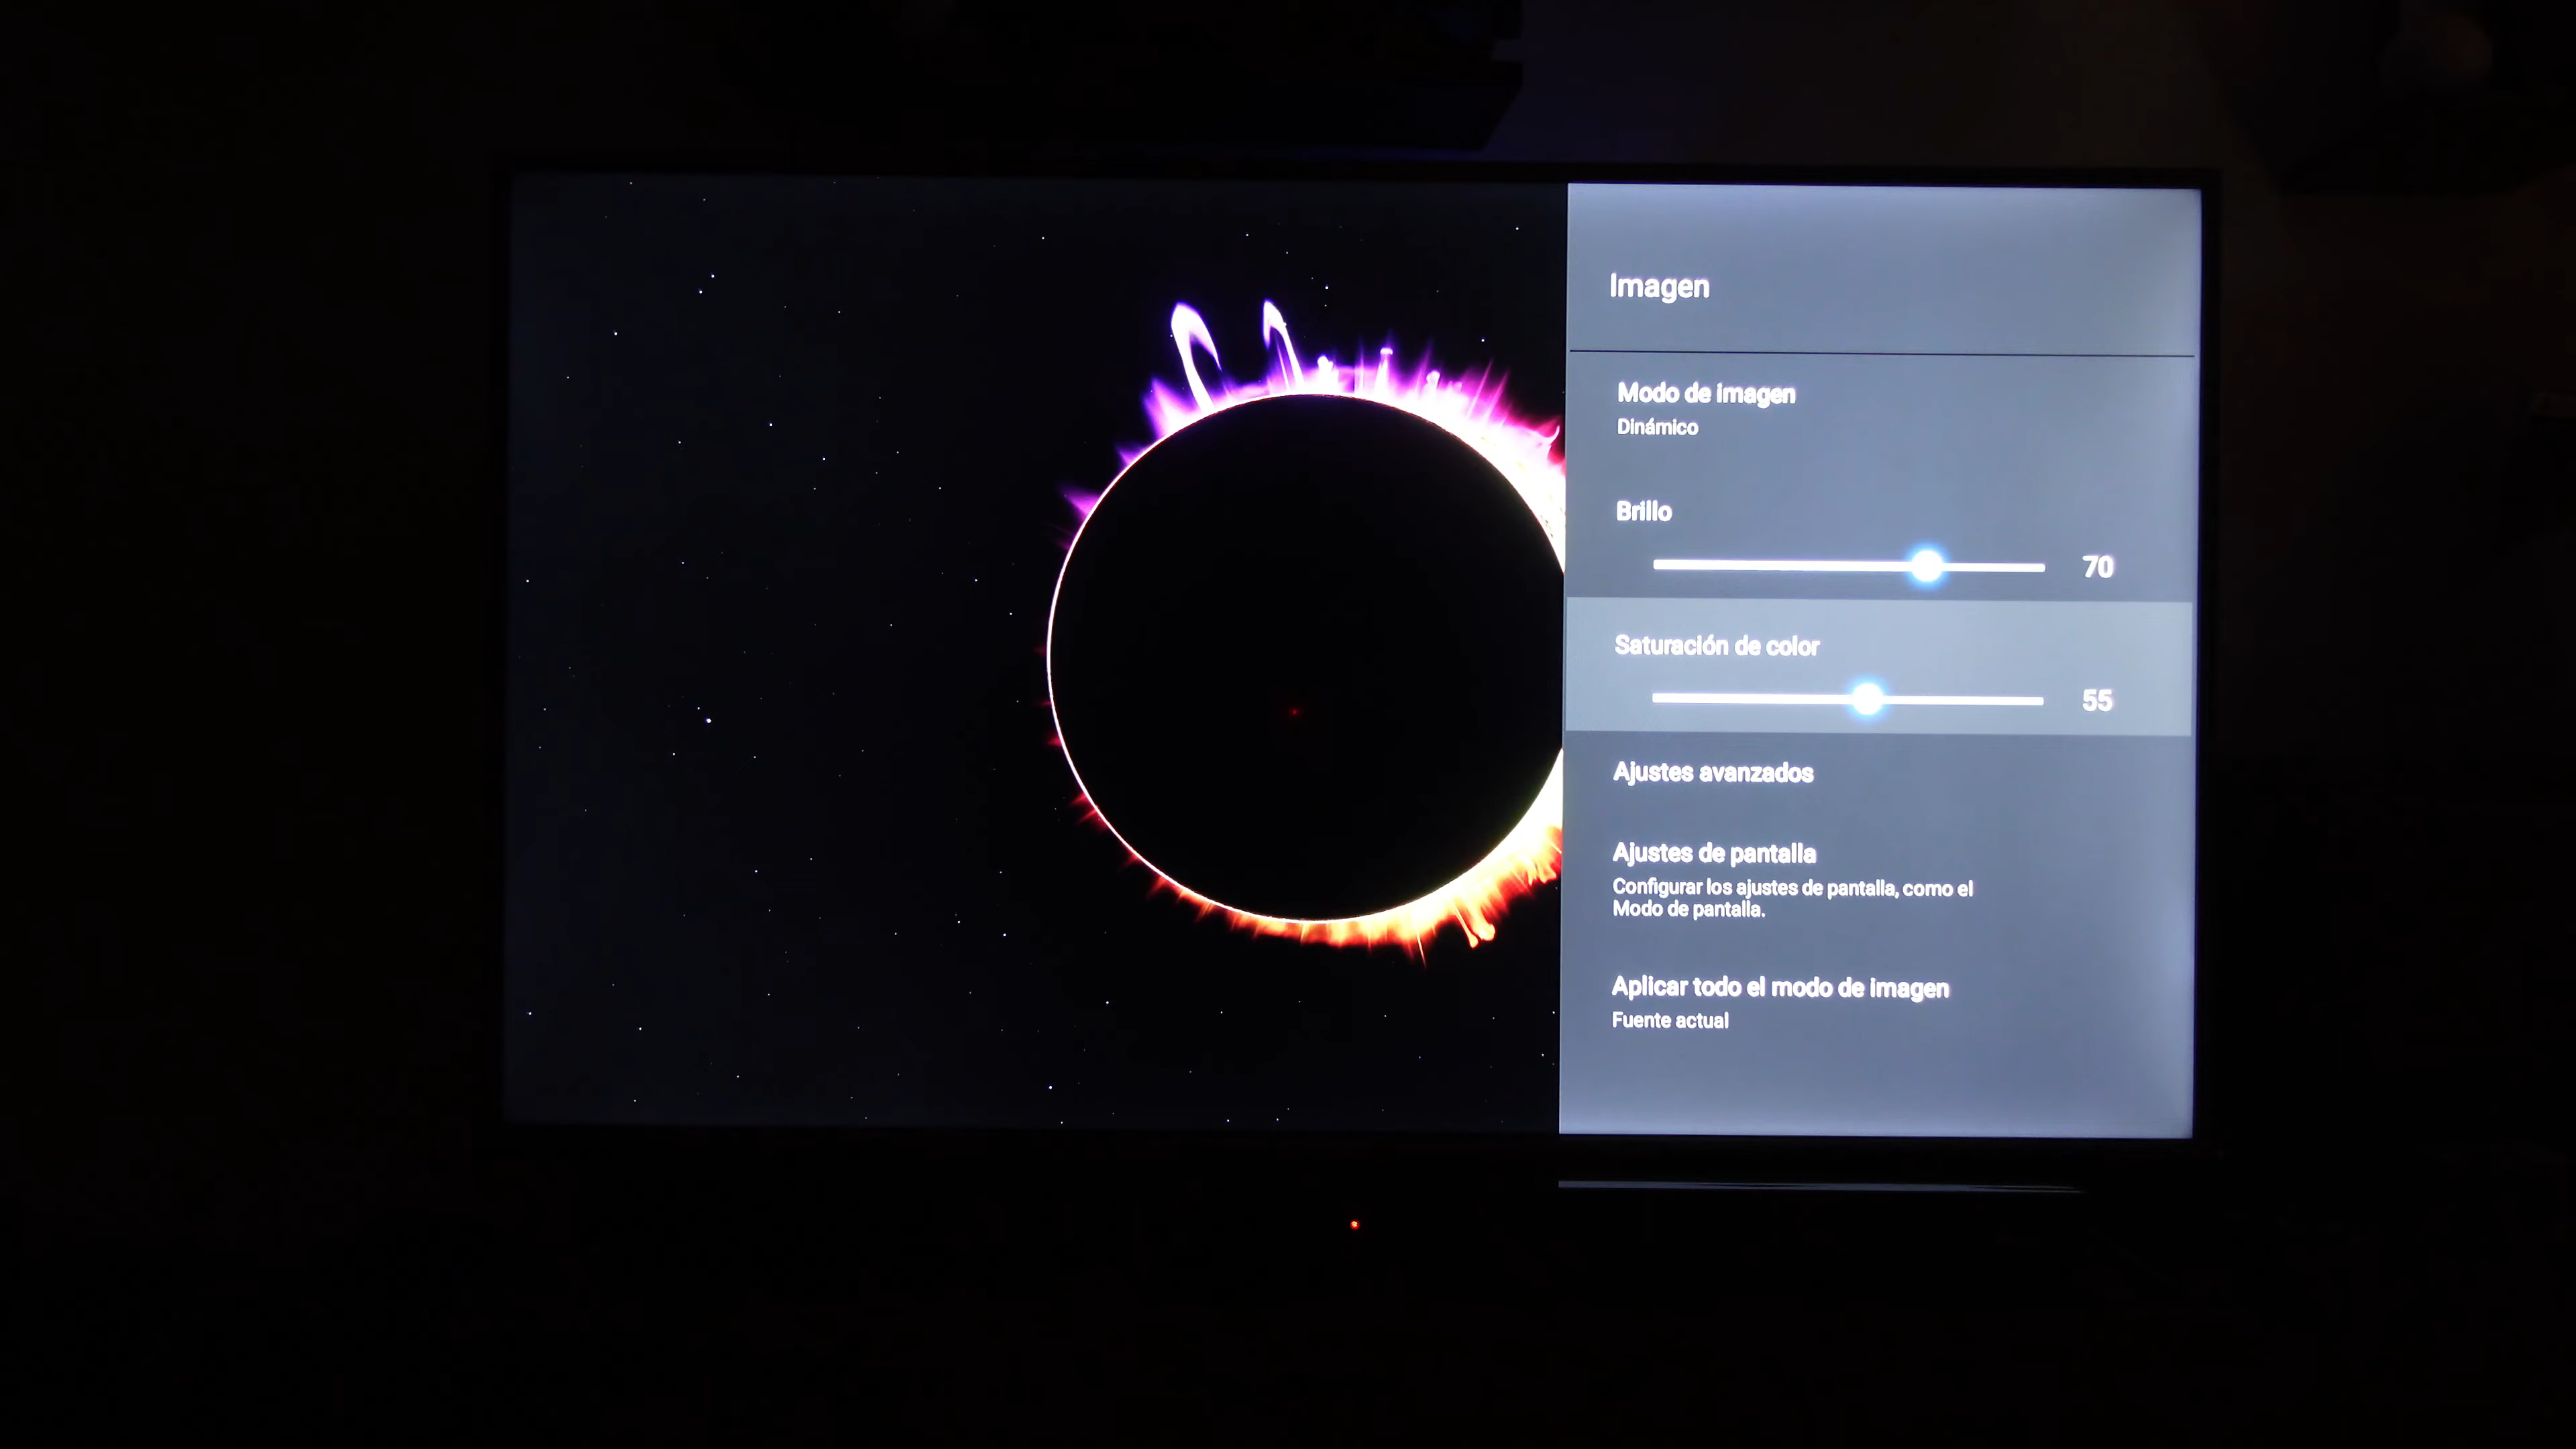 Imagen
Modo de imagen
Dinámico
Brillo
70
Saturación de color
55
Ajustes avanzados
Ajustes de pantalla
Configurar los ajustes de pantalla, como el
Modo de pantalla.
Aplicar todo el modo de imagen
Fuente actual